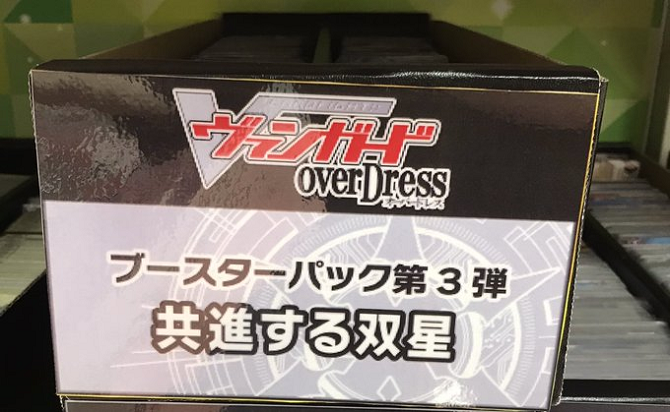 ヴァンガード
overDress
オーバードレス
ブースターパック第3弾
共進する双星